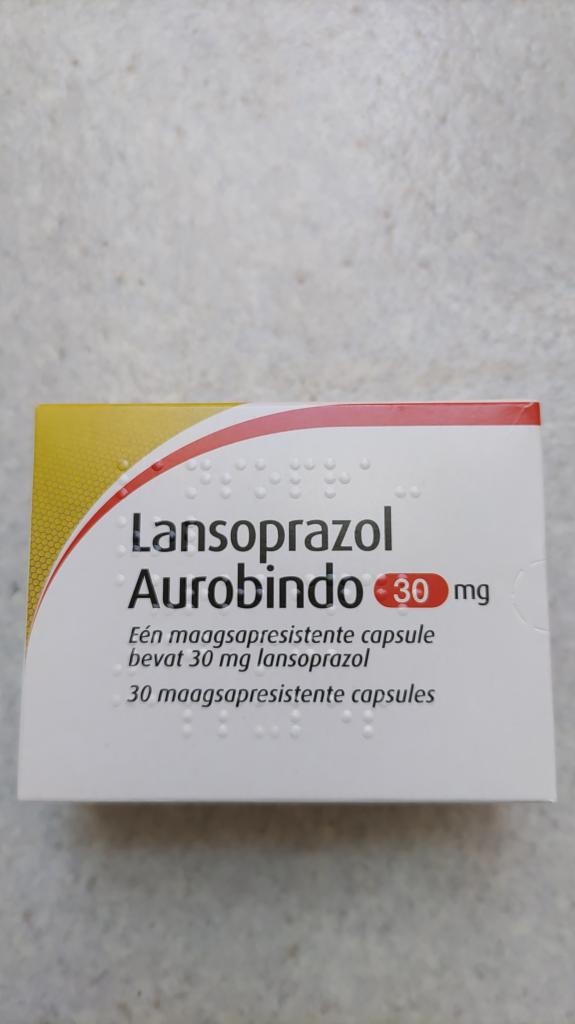 Lansoprazol
Aurobindo 30 mg
Eén maagsapresistente capsule
bevat 30 mg lansoprazol
30 maagsapresistente capsules